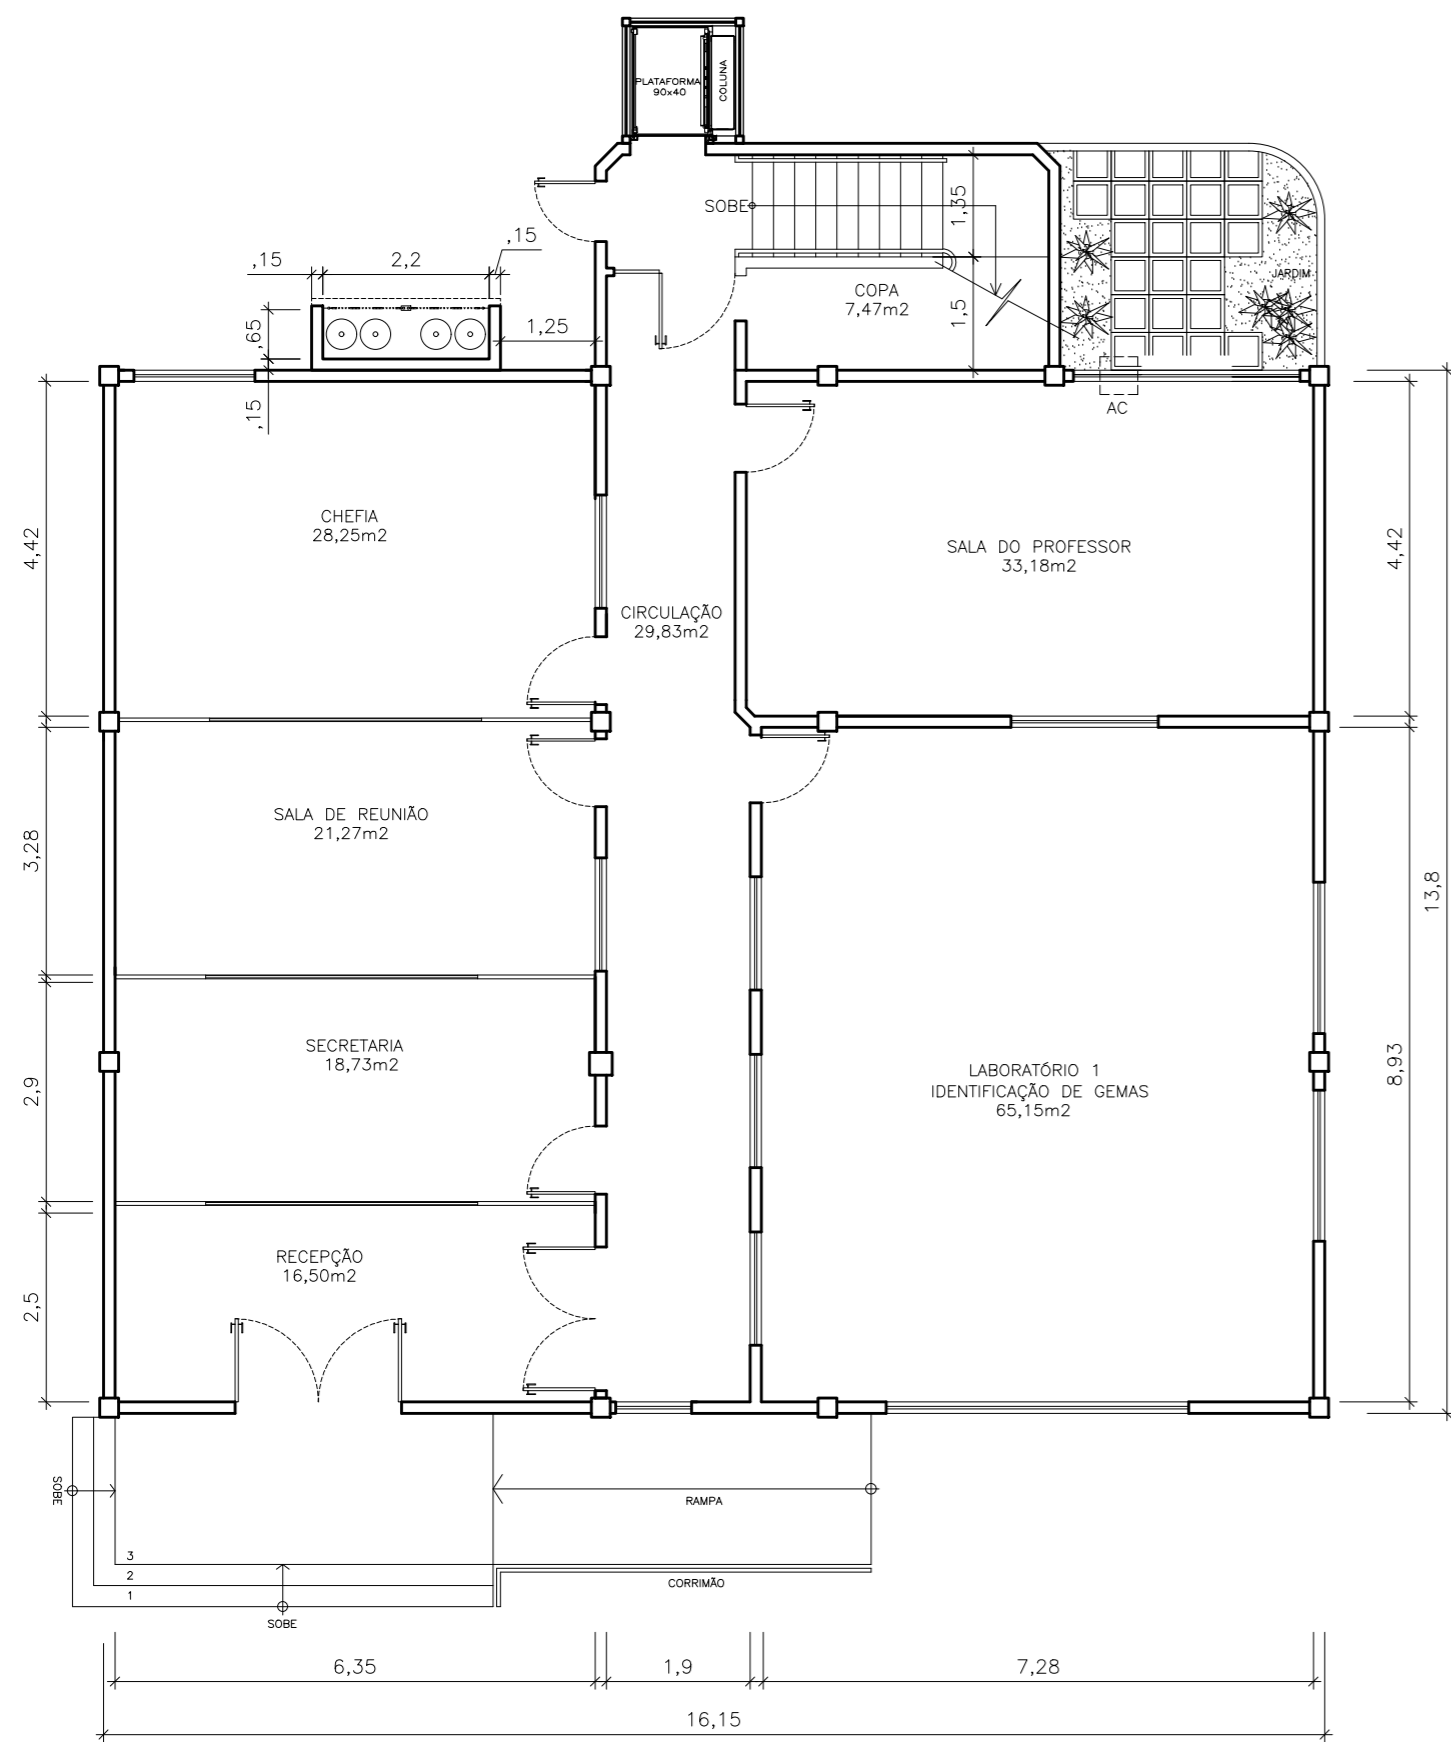 PLATAFORMA
90x40
COLUNA
SOBE
1,35
,15
2,2
,15
JARDIM
COPA
7,47m2
1,5
,65
1,25
,15
AC
CHEFIA
28,25m2
4,42
SALA DO PROFESSOR
33,18m2
4,42
CIRCULAÇÃO
29,83m2
SALA DE REUNIÃO
21,27m2
3,28
13,8
SECRETARIA
18,73m2
2,9
LABORATÓRIO 1
IDENTIFICAÇÃO DE GEMAS
65,15m2
8,93
RECEPÇÃO
16,50m2
2,5
SOBE
RAMPA
3
2
1
CORRIMÃO
SOBE
6,35
1,9
7,28
16,15